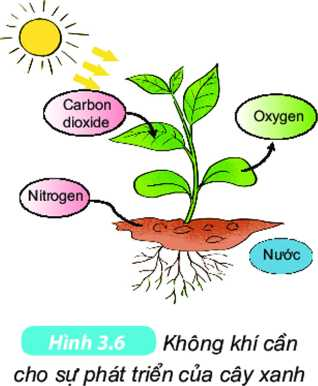 Carbon
dioxide
Oxygen
Nitrogen
Nước
Hình 3.6 Không khí cần
cho sự phát triển của cây xanh